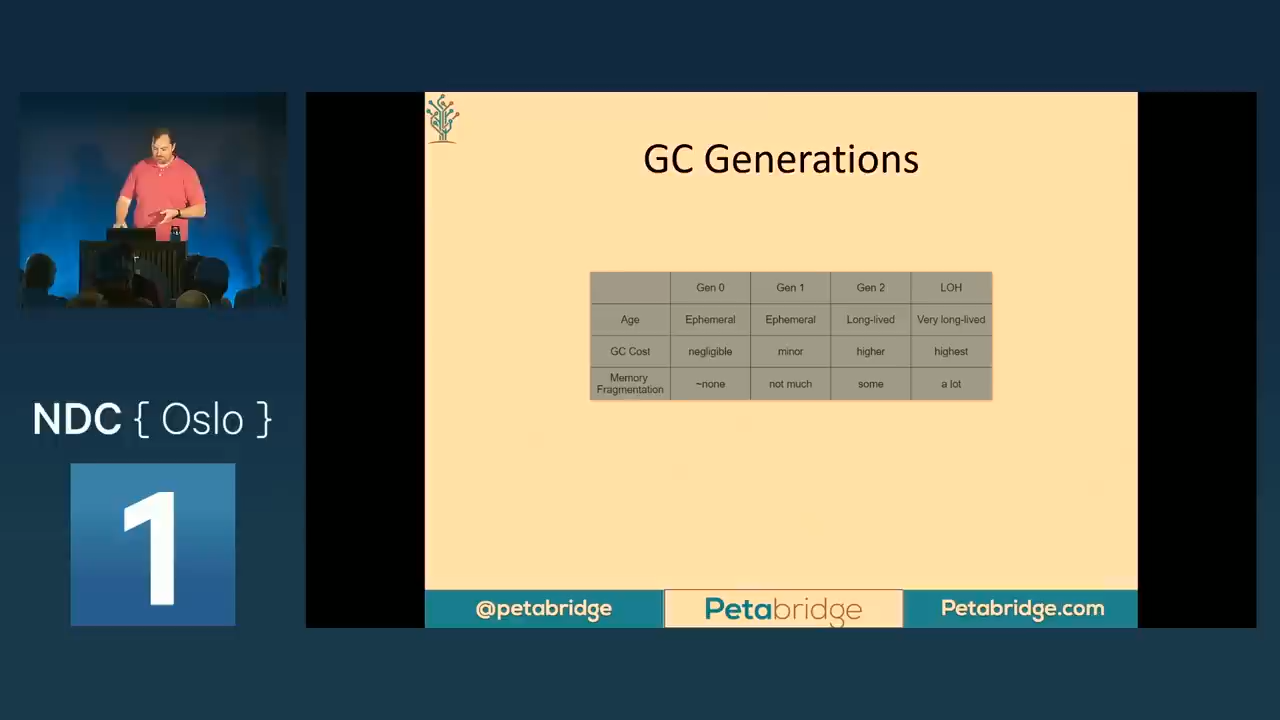 GC Generations
Gen 0 Gen 1 Gen 2 LOH
Age Ephemeral Ephemeral Long-lived Very long-lived
GC Cost negligible minor higher highest
Memory
Fragmentation ~none not much some a lot
NDC { Oslo }
1
@petabridge Petabridge Petabridge.com